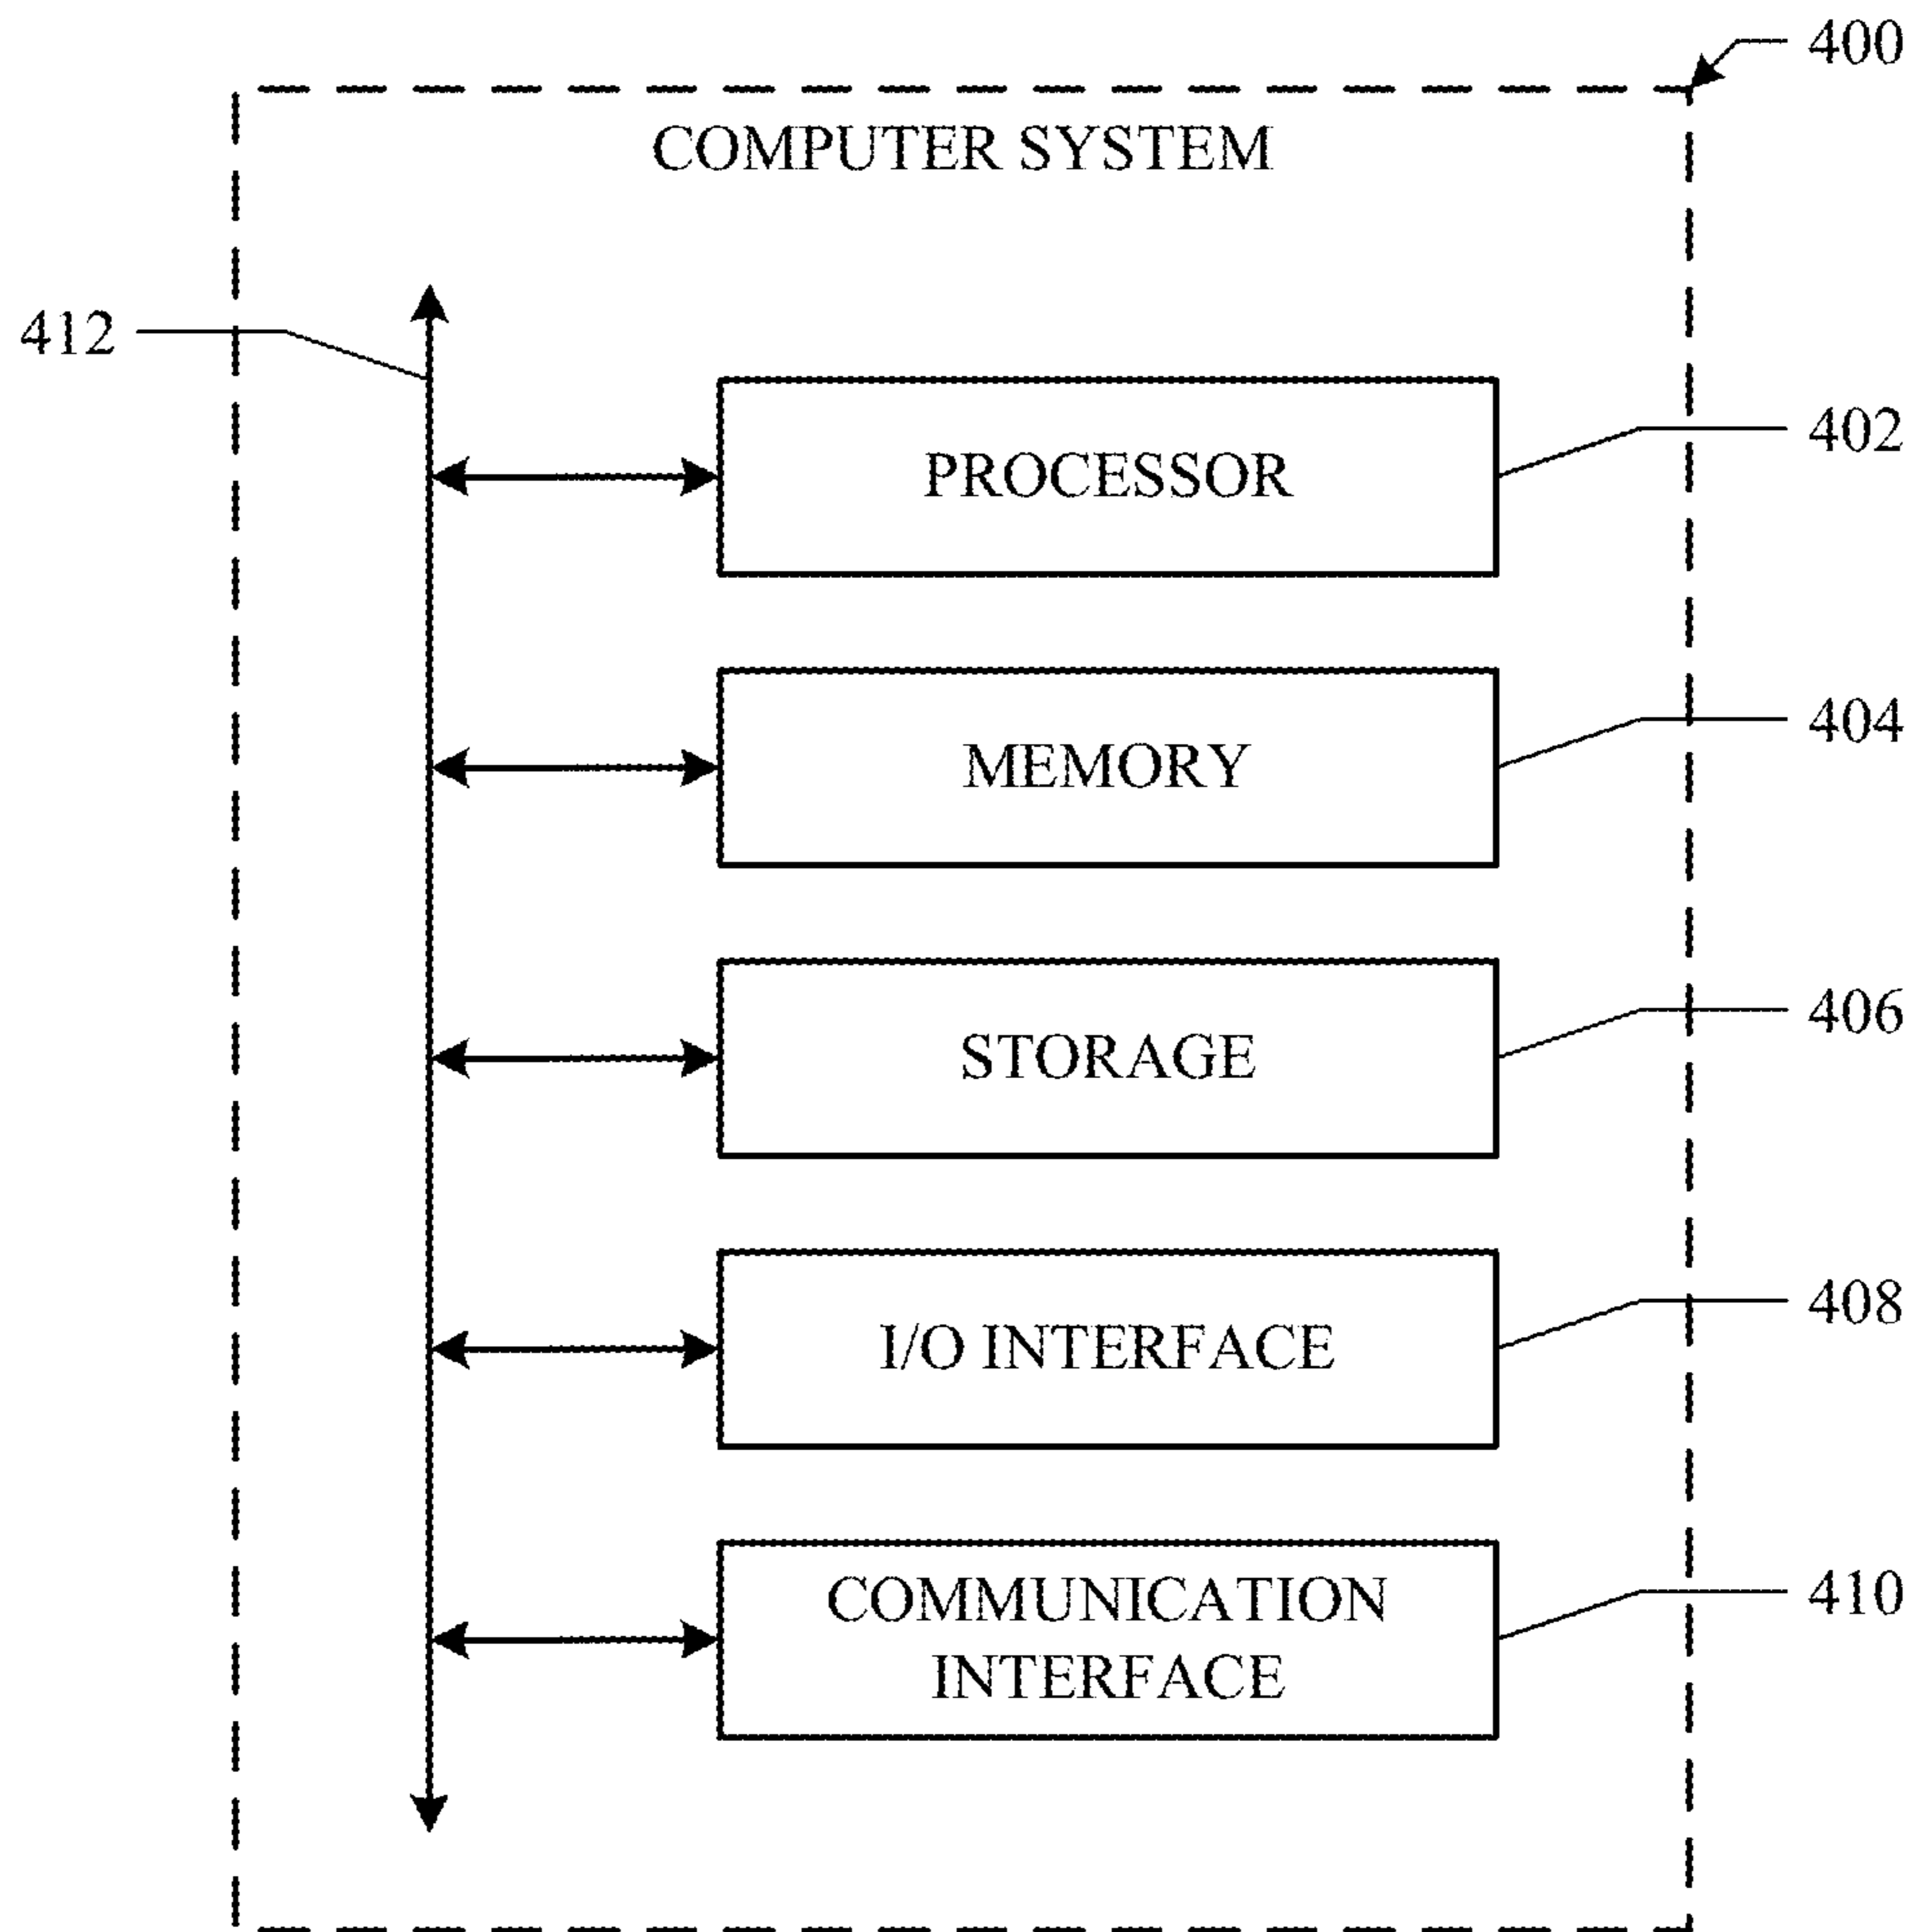 400
COMPUTER SYSTEM
412
402
PROCESSOR
404
MEMORY
406
STORAGE
408
I/O INTERFACE
410
COMMUNICATION
INTERFACE